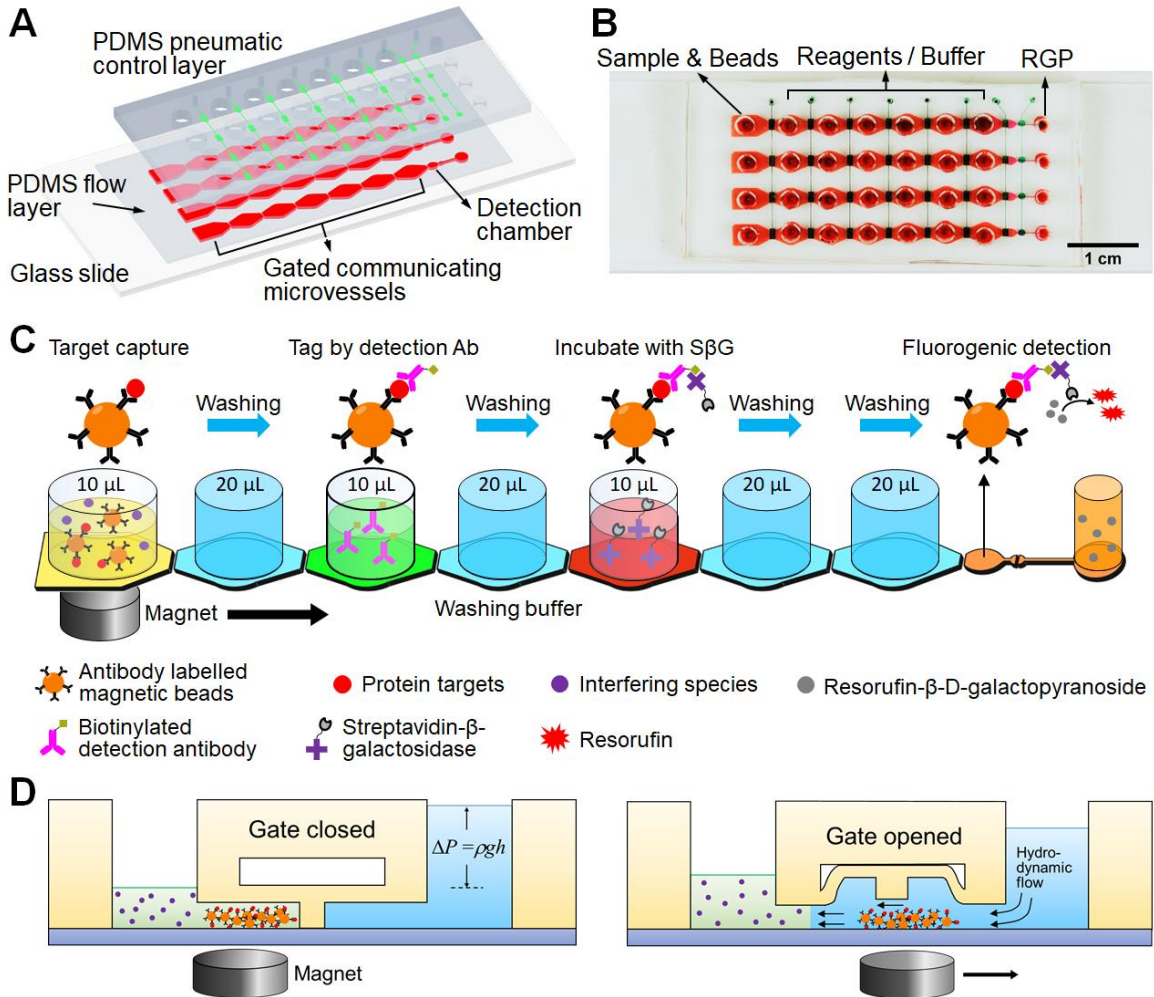 A
PDMS pneumatic
control layer
PDMS flow
layer
Glass slide
Gated communicating
microvessels
Detection
chamber
B
Sample & Beads
Reagents / Buffer
RGP
1 cm
C
Target capture
Tag by detection Ab
Incubate with SβG
Fluorogenic detection
Washing
Washing
Washing
Washing
10 µL
20 µL
10 µL
20 µL
10 µL
20 µL
20 µL
Magnet
Washing buffer
Antibody labelled
magnetic beads
Protein targets
Interfering species
Resorufin-β-D-galactopyranoside
Biotinylated
detection antibody
Streptavidin-β-
galactosidase
Resorufin
D
Gate closed
ΔP = ρgh
Magnet
Gate opened
Hydro-
dynamic
flow